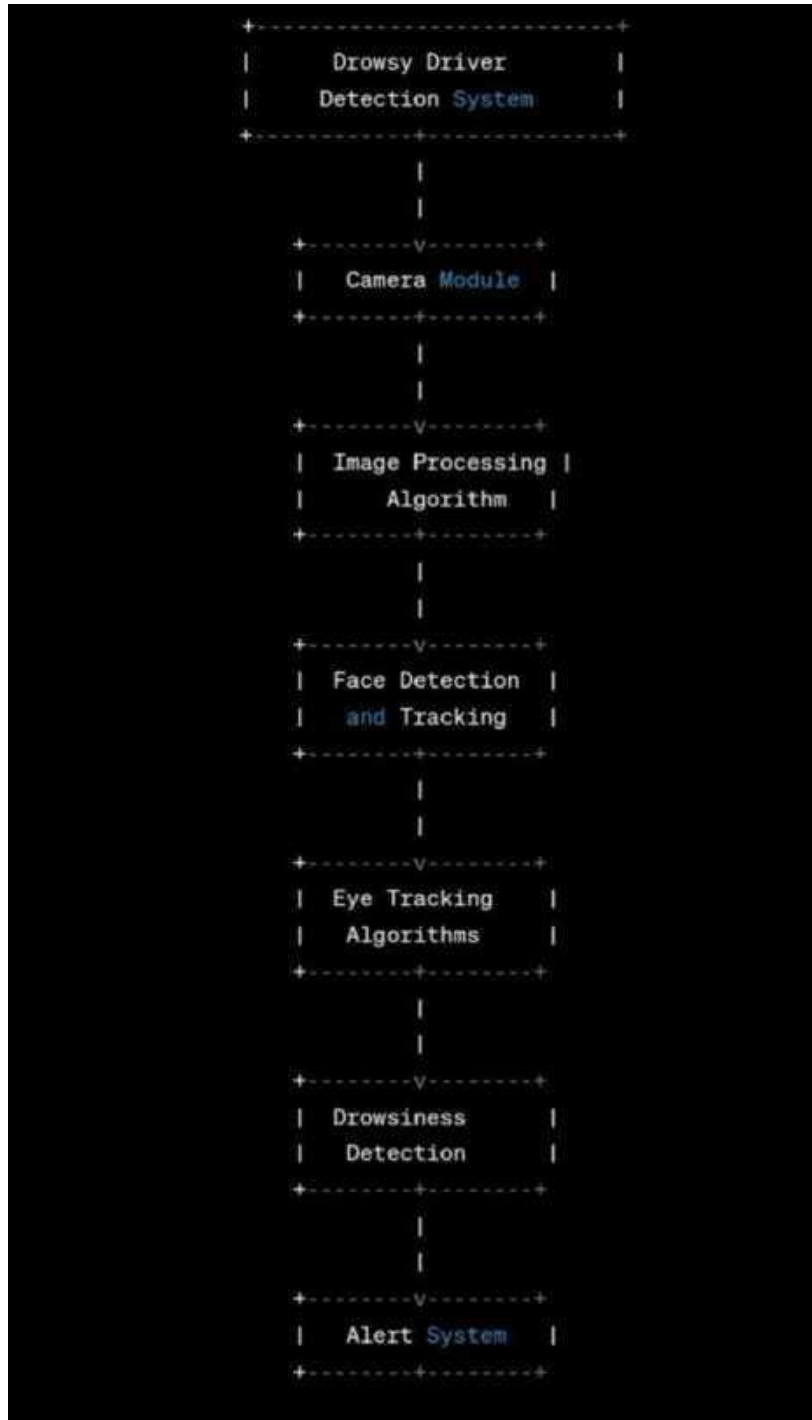 +---------------------------+
| Drowsy Driver |
| Detection System |
+------------+--------------+
|
|
+--------v--------+
| Camera Module |
+--------+--------+
|
|
+--------v--------+
| Image Processing |
| Algorithm |
+--------+--------+
|
|
+--------v--------+
| Face Detection |
| and Tracking |
+--------+--------+
|
|
+--------v--------+
| Eye Tracking |
| Algorithms |
+--------+--------+
|
|
+--------v--------+
| Drowsiness |
| Detection |
+--------+--------+
|
|
+--------v--------+
| Alert System |
+--------+--------+